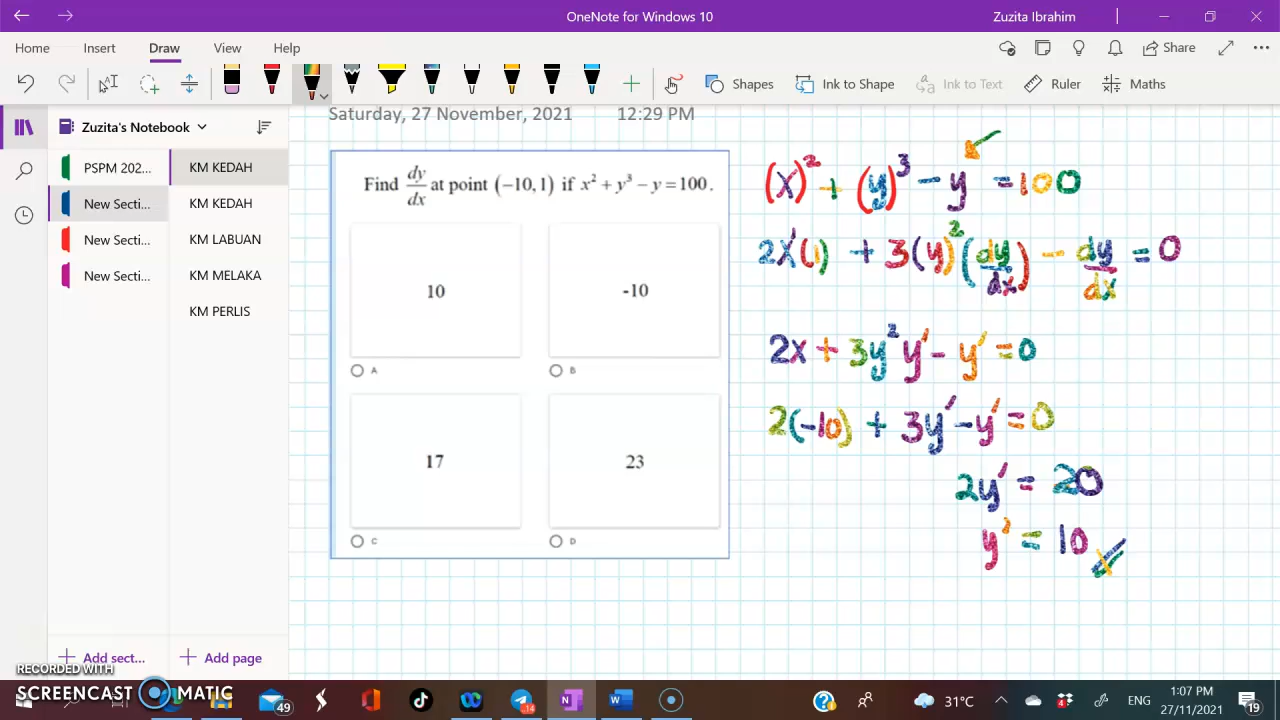 OneNote for Windows 10
Zuzita Ibrahim
Home Insert Draw View Help
Share
Shapes Ink to Shape Ink to Text Ruler Maths
Zuzita's Notebook
PSPM 202...
New Secti...
New Secti...
New Secti...
KM KEDAH
KM KEDAH
KM LABUAN
KM MELAKA
KM PERLIS
Add sect...
Add page
Saturday, 27 November, 2021 12:29 PM
Find dy/dx at point (−10, 1) if x² + y³ − y = 100.
10
-10
A
B
17
23
C
D
(x)² + (y)³ − y = 100
2x¹(1) + 3(y)²(dy/dx) − dy/dx = 0
2x + 3y²y' − y' = 0
2(−10) + 3y' − y' = 0
2y' = 20
y' = 10
RECORDED WITH
SCREENCAST MATIC
49
14
31°C
4
ENG
1:07 PM
27/11/2021
19